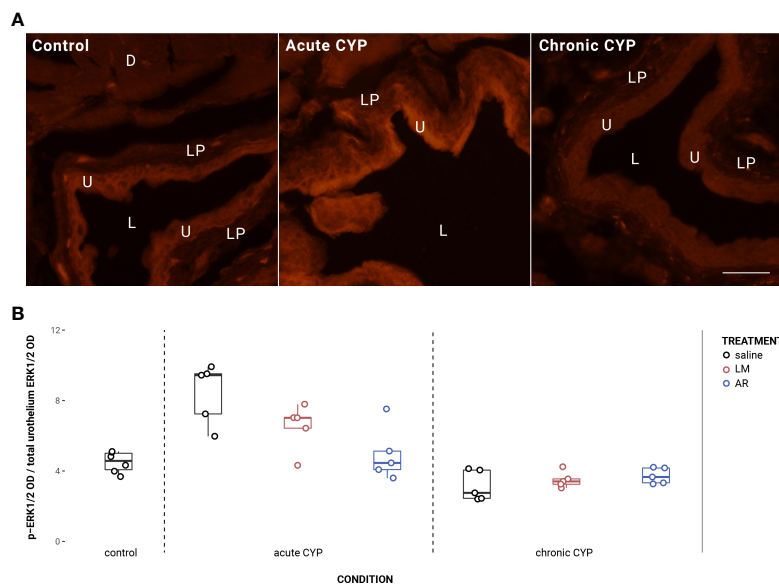 A
Control
Acute CYP
Chronic CYP
D
LP
U
L
U
LP
LP
U
L
LP
U
L
U
LP
B
p-ERK1/2 OD / total urothelium ERK1/2 OD
12
8
4
0
control
acute CYP
chronic CYP
CONDITION
TREATMENT
saline
LM
AR